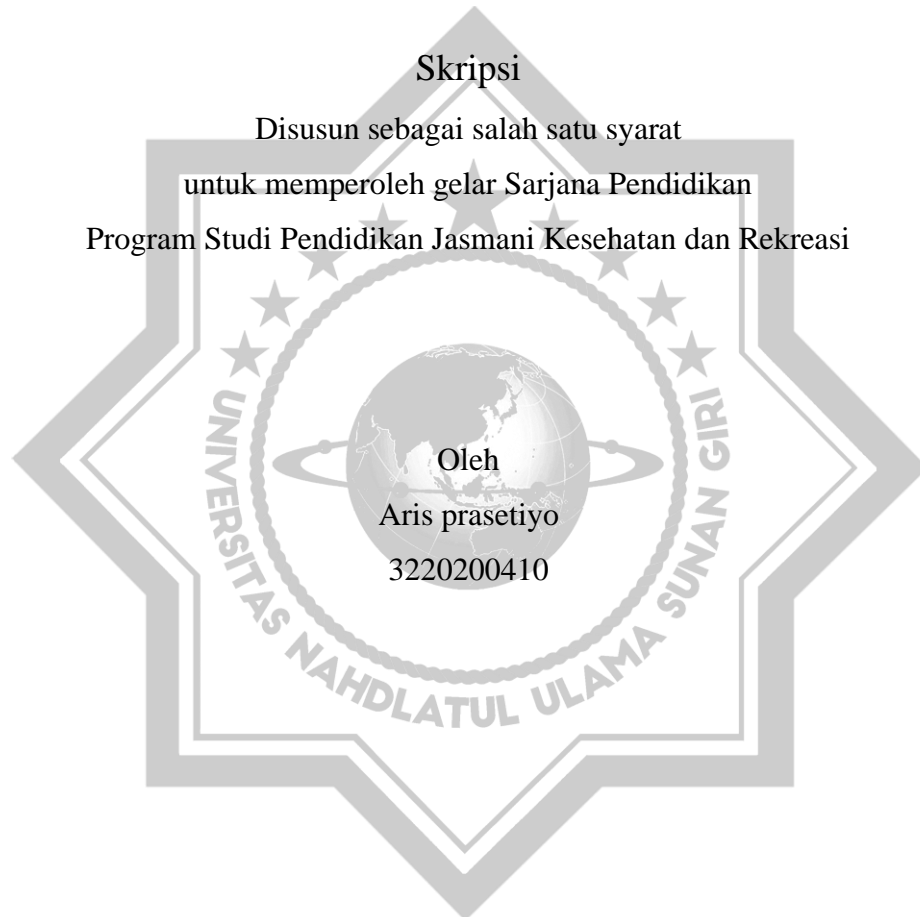 Skripsi
Disusun sebagai salah satu syarat
untuk memperoleh gelar Sarjana Pendidikan
Program Studi Pendidikan Jasmani Kesehatan dan Rekreasi
Oleh
Aris prasetiyo
3220200410
UNIVERSITAS NAHDLATUL ULAMA SUNAN GIRI